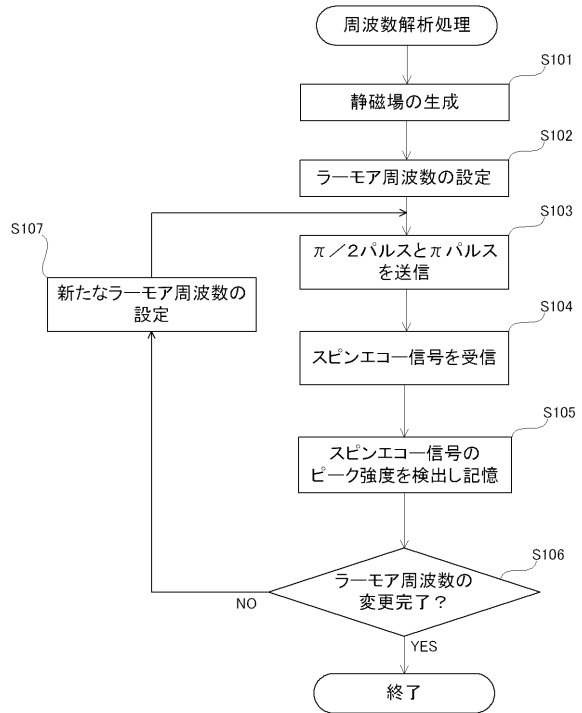 周波数解析処理
S101
静磁場の生成
S102
ラーモア周波数の設定
S103
π/2パルスとπパルス
を送信
S107
新たなラーモア周波数の
設定
S104
スピンエコー信号を受信
S105
スピンエコー信号の
ピーク強度を検出し記憶
S106
ラーモア周波数の
変更完了?
NO
YES
終了